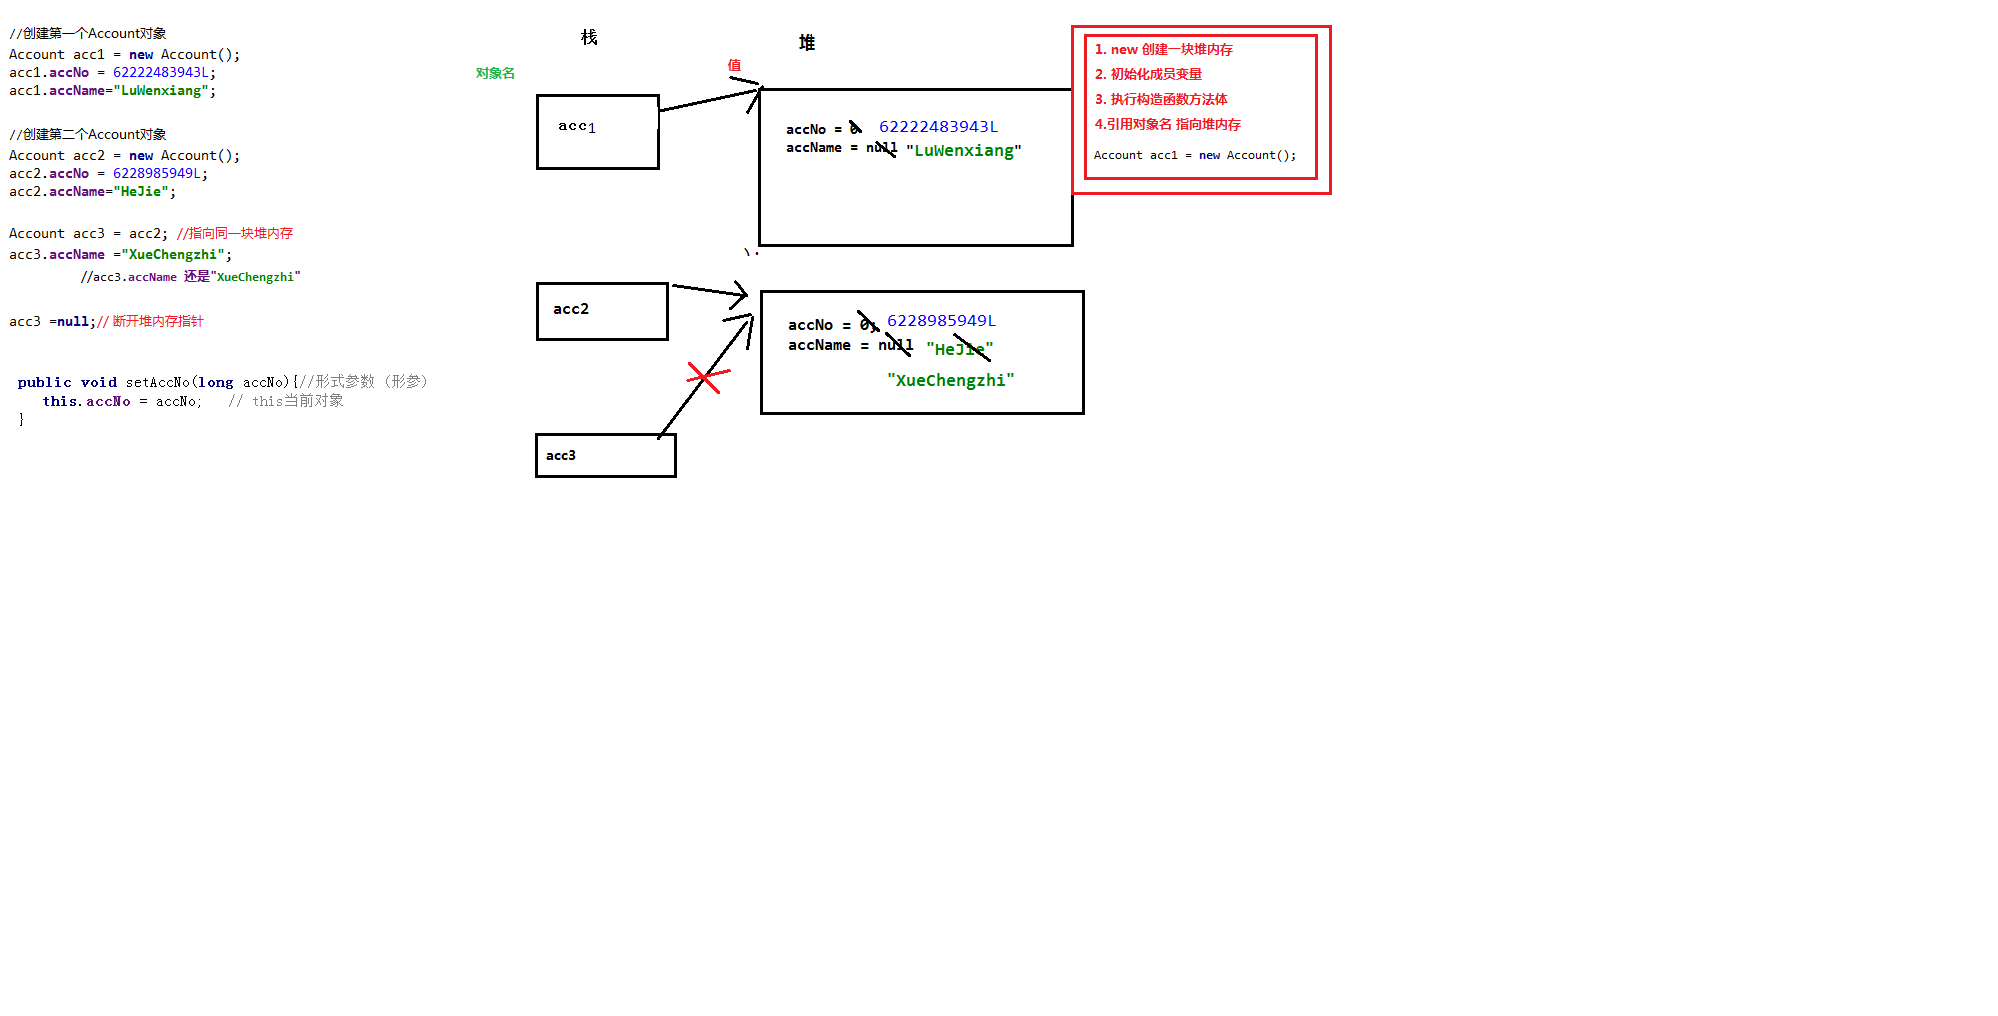 //创建第一个Account对象
Account acc1 = new Account();
acc1.accNo = 62222483943L;
acc1.accName="LuWenxiang";
//创建第二个Account对象
Account acc2 = new Account();
acc2.accNo = 6228985949L;
acc2.accName="HeJie";
Account acc3 = acc2; //指向同一块堆内存
acc3.accName ="XueChengzhi";
//acc3.accName 还是"XueChengzhi"
acc3 =null;// 断开堆内存指针
public void setAccNo(long accNo){//形式参数 (形参)
this.accNo = accNo; // this当前对象
}
栈
堆
对象名
值
acc1
accNo = 0 62222483943L
accName = null "LuWenxiang"
acc2
accNo = 0; 6228985949L
accName = null "HeJie"
"XueChengzhi"
acc3
1. new 创建一块堆内存
2. 初始化成员变量
3. 执行构造函数方法体
4.引用对象名 指向堆内存
Account acc1 = new Account();